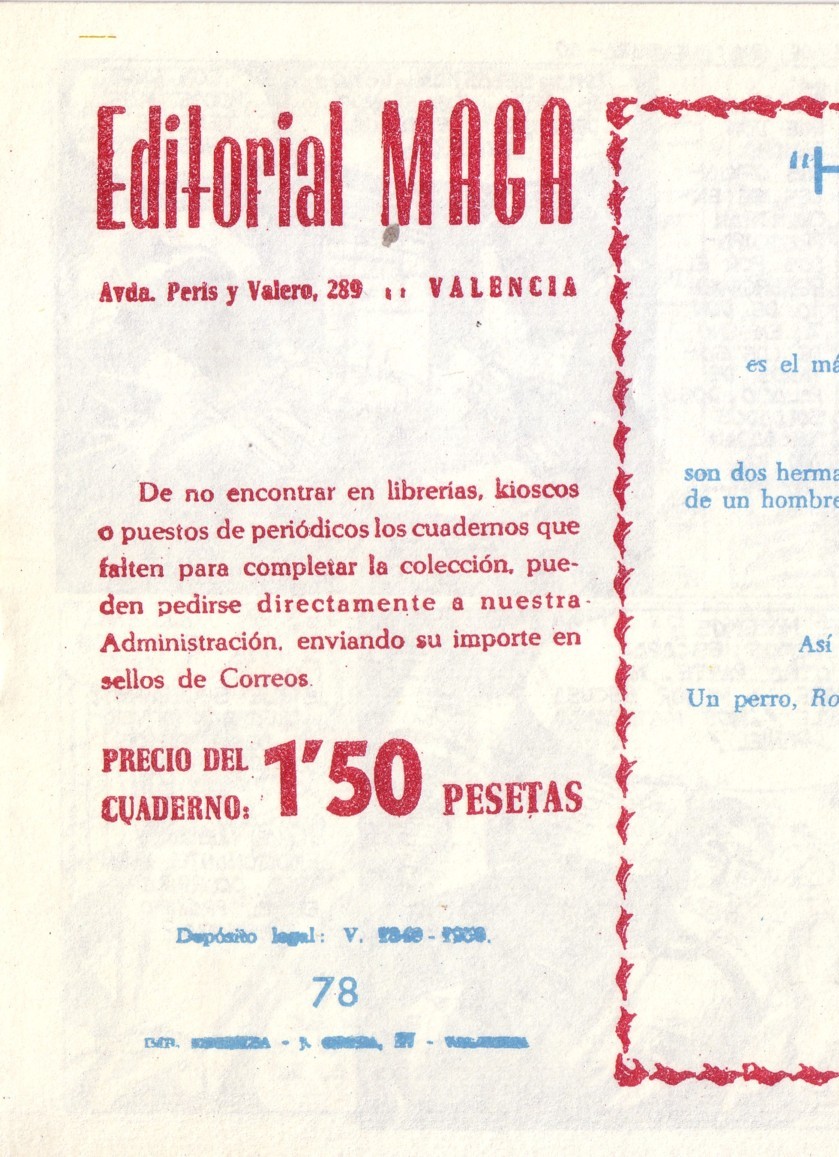 Editorial MAGA
Avda. Peris y Valero, 289 :: VALENCIA
De no encontrar en librerías, kioscos
o puestos de periódicos los cuadernos que
falten para completar la colección, pue-
den pedirse directamente a nuestra
Administración, enviando su importe en
sellos de Correos.
PRECIO DEL
CUADERNO: 1'50 PESETAS
Depósito legal: V.
78
IMP.
"H
es el má
son dos herma
de un hombre
Así
Un perro, Ro